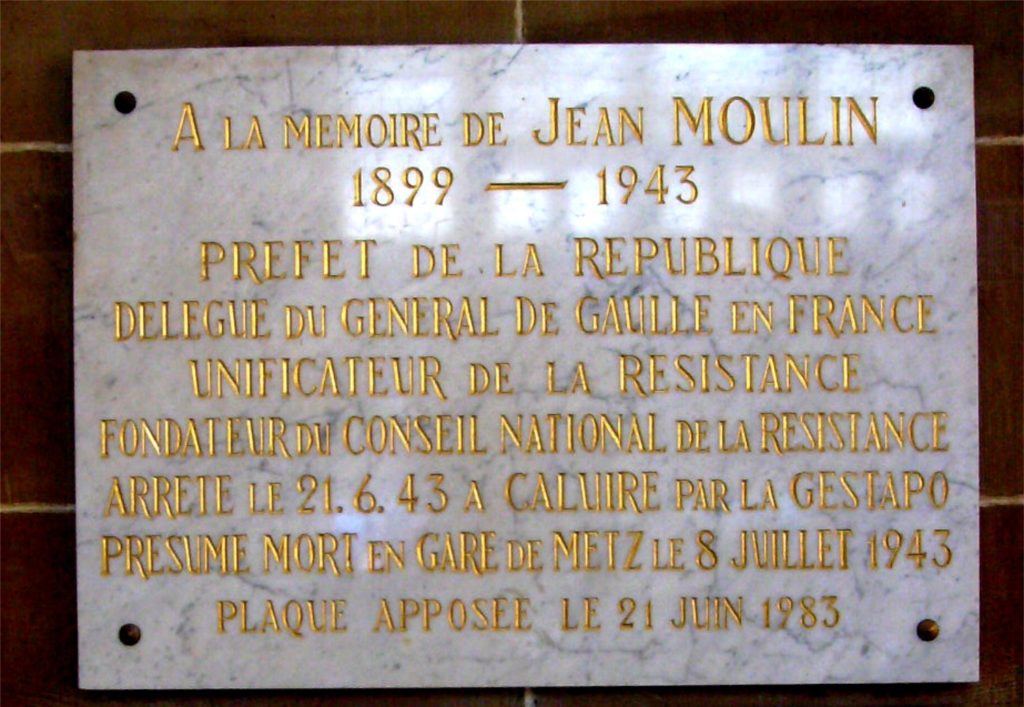 A LA MEMOIRE DE JEAN MOULIN
1899 — 1943
PREFET DE LA REPUBLIQUE
DELEGUE DU GENERAL DE GAULLE EN FRANCE
UNIFICATEUR DE LA RESISTANCE
FONDATEUR DU CONSEIL NATIONAL DE LA RESISTANCE
ARRETE LE 21.6.43 A CALUIRE PAR LA GESTAPO
PRESUME MORT EN GARE DE METZ LE 8 JUILLET 1943
PLAQUE APPOSEE LE 21 JUIN 1983